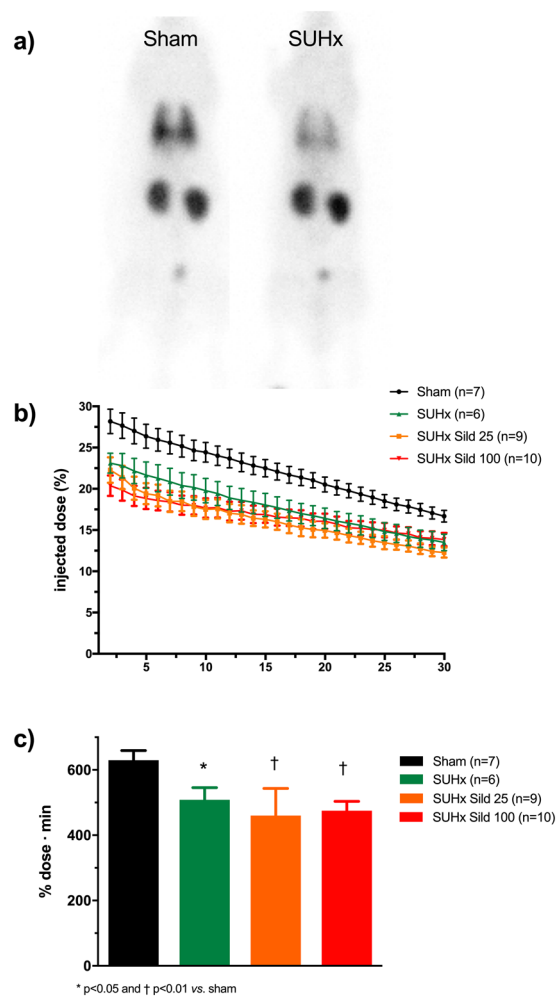 a)
Sham
SUHx
b)
Sham (n=7)
SUHx (n=6)
SUHx Sild 25 (n=9)
SUHx Sild 100 (n=10)
injected dose (%)
30
25
20
15
10
5
0
5
10
15
20
25
30
c)
Sham (n=7)
SUHx (n=6)
SUHx Sild 25 (n=9)
SUHx Sild 100 (n=10)
% dose · min
600
400
200
0
*
†
†
* p<0.05 and † p<0.01 vs. sham